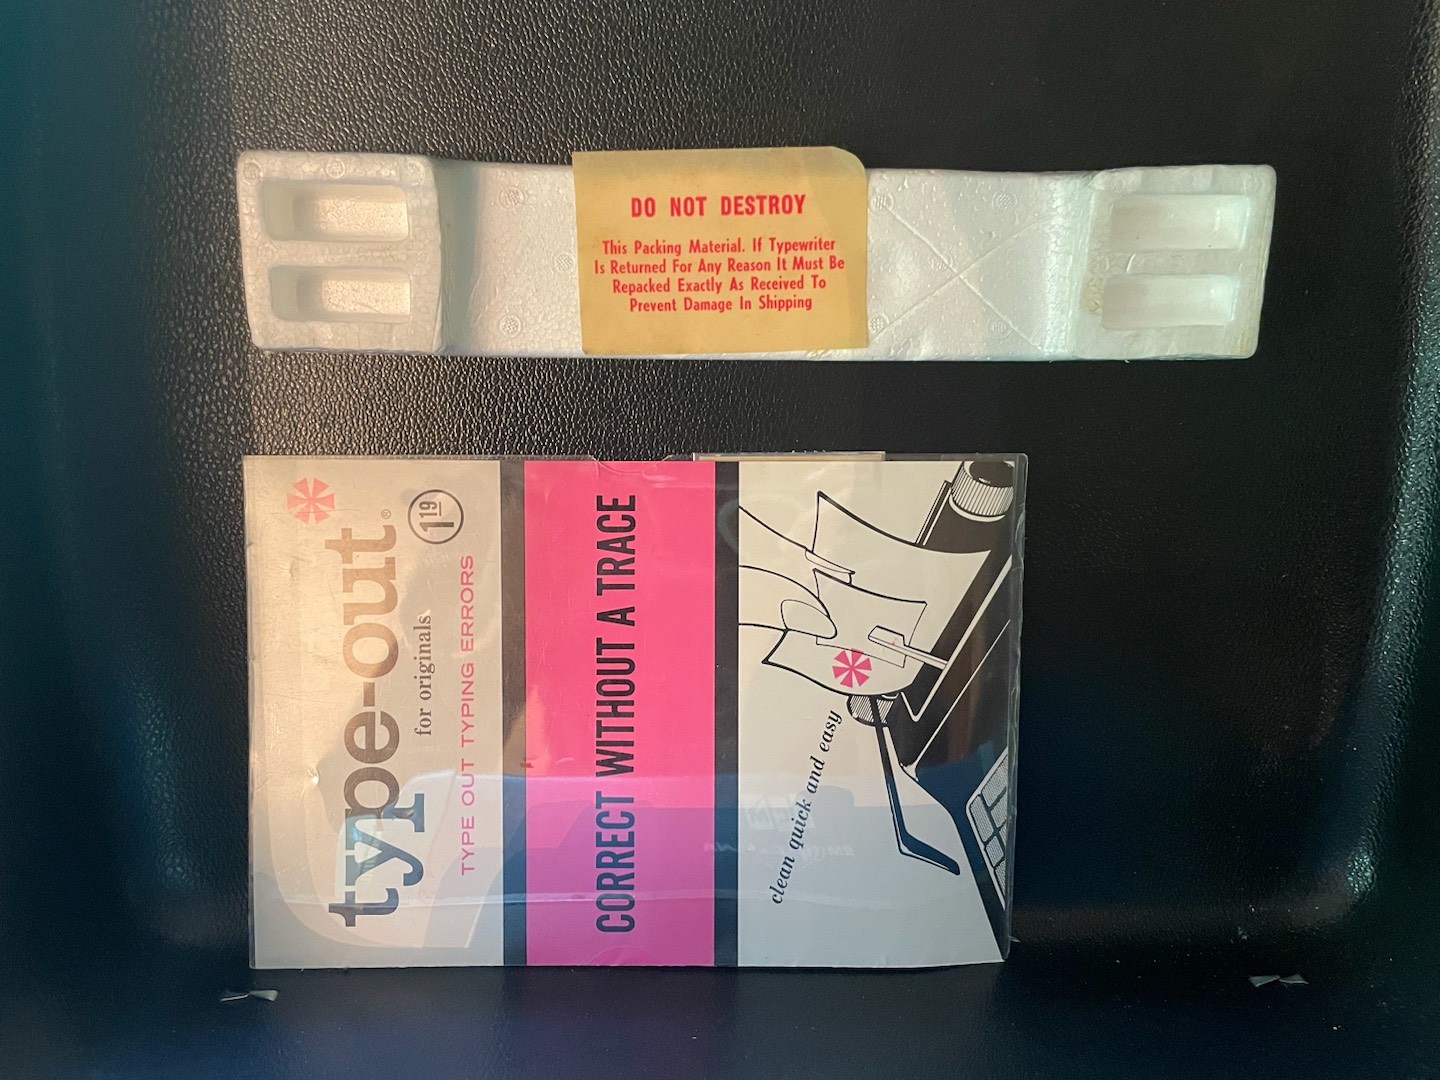 DO NOT DESTROY
This Packing Material. If Typewriter
Is Returned For Any Reason It Must Be
Repacked Exactly As Received To
Prevent Damage In Shipping
type-out®
1 19
for originals
TYPE OUT TYPING ERRORS
CORRECT WITHOUT A TRACE
clean quick and easy